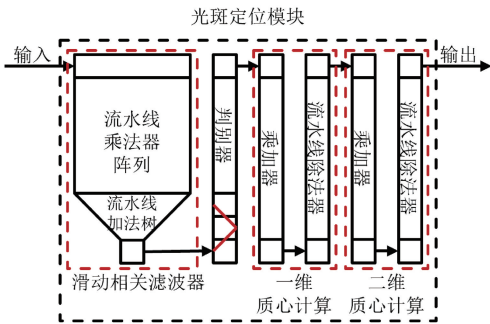 光斑定位模块
输入
输出
流水线
乘法器
阵列
流水线
加法树
判别器
乘加器
流水线除法器
乘加器
流水线除法器
滑动相关滤波器
一维
质心计算
二维
质心计算